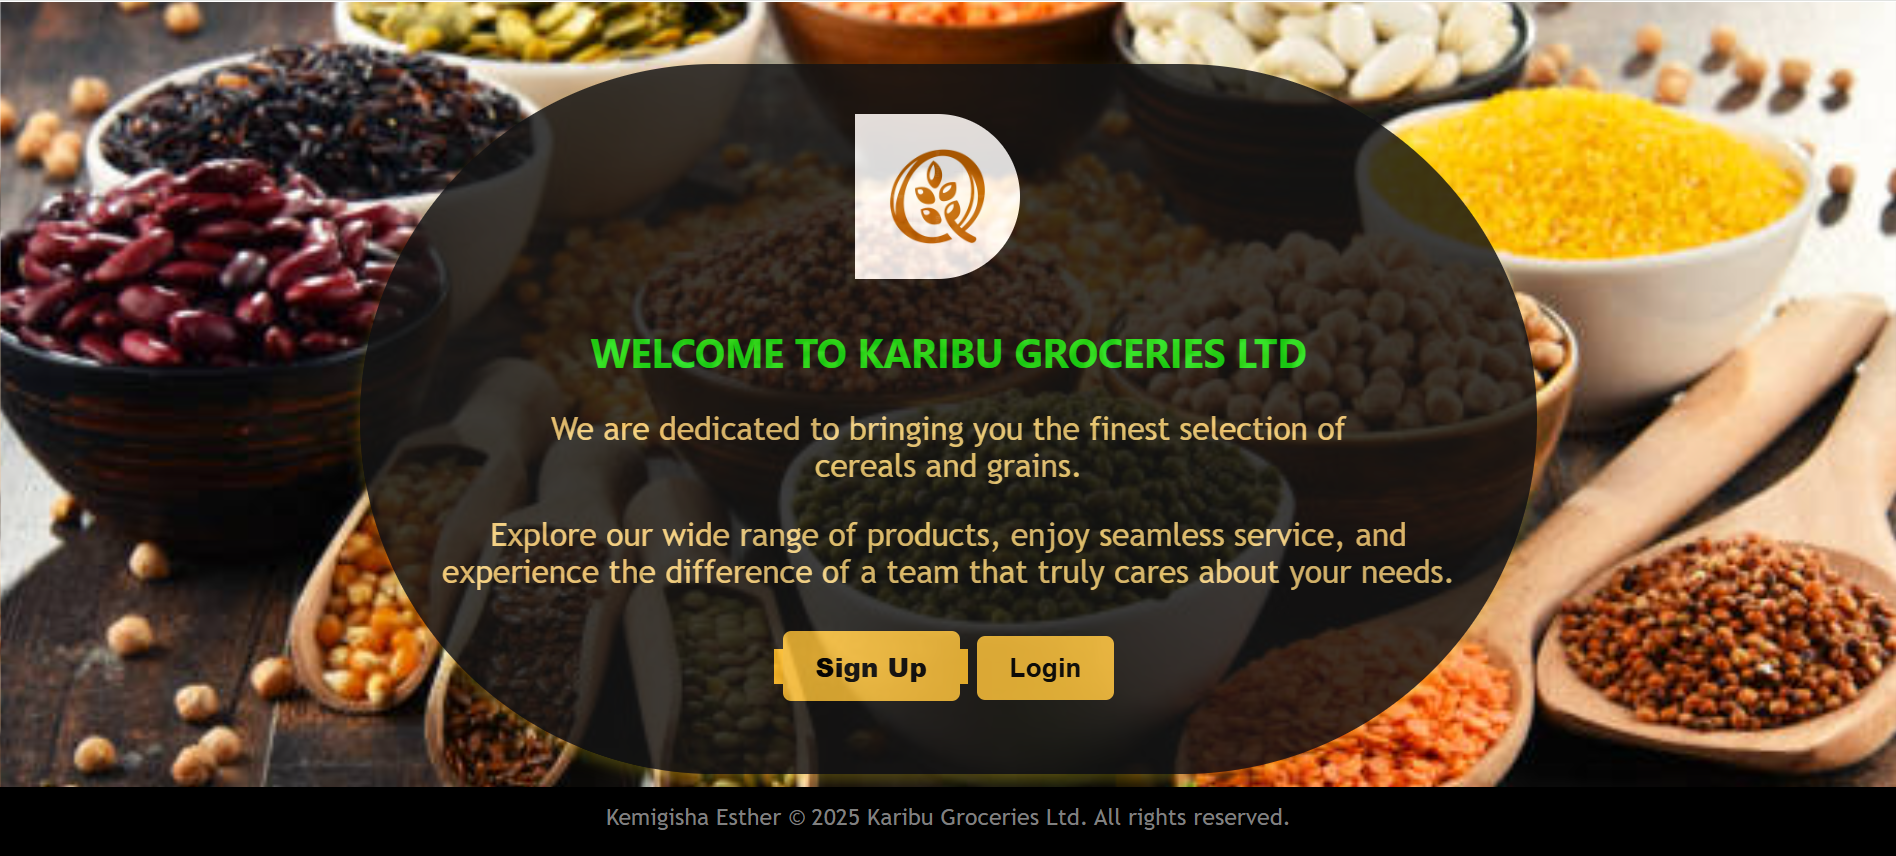 WELCOME TO KARIBU GROCERIES LTD
We are dedicated to bringing you the finest selection of
cereals and grains.
Explore our wide range of products, enjoy seamless service, and
experience the difference of a team that truly cares about your needs.
Sign Up Login
Kemigisha Esther © 2025 Karibu Groceries Ltd. All rights reserved.